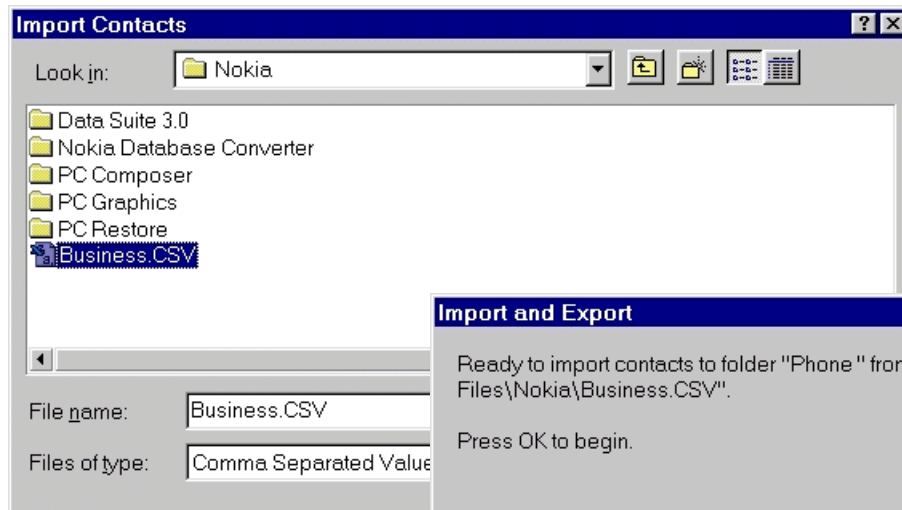 Import Contacts
Look in:
Nokia
Data Suite 3.0
Nokia Database Converter
PC Composer
PC Graphics
PC Restore
Business.CSV
Import and Export
Ready to import contacts to folder "Phone" from
Files\Nokia\Business.CSV".
Press OK to begin.
File name:
Business.CSV
Files of type:
Comma Separated Value